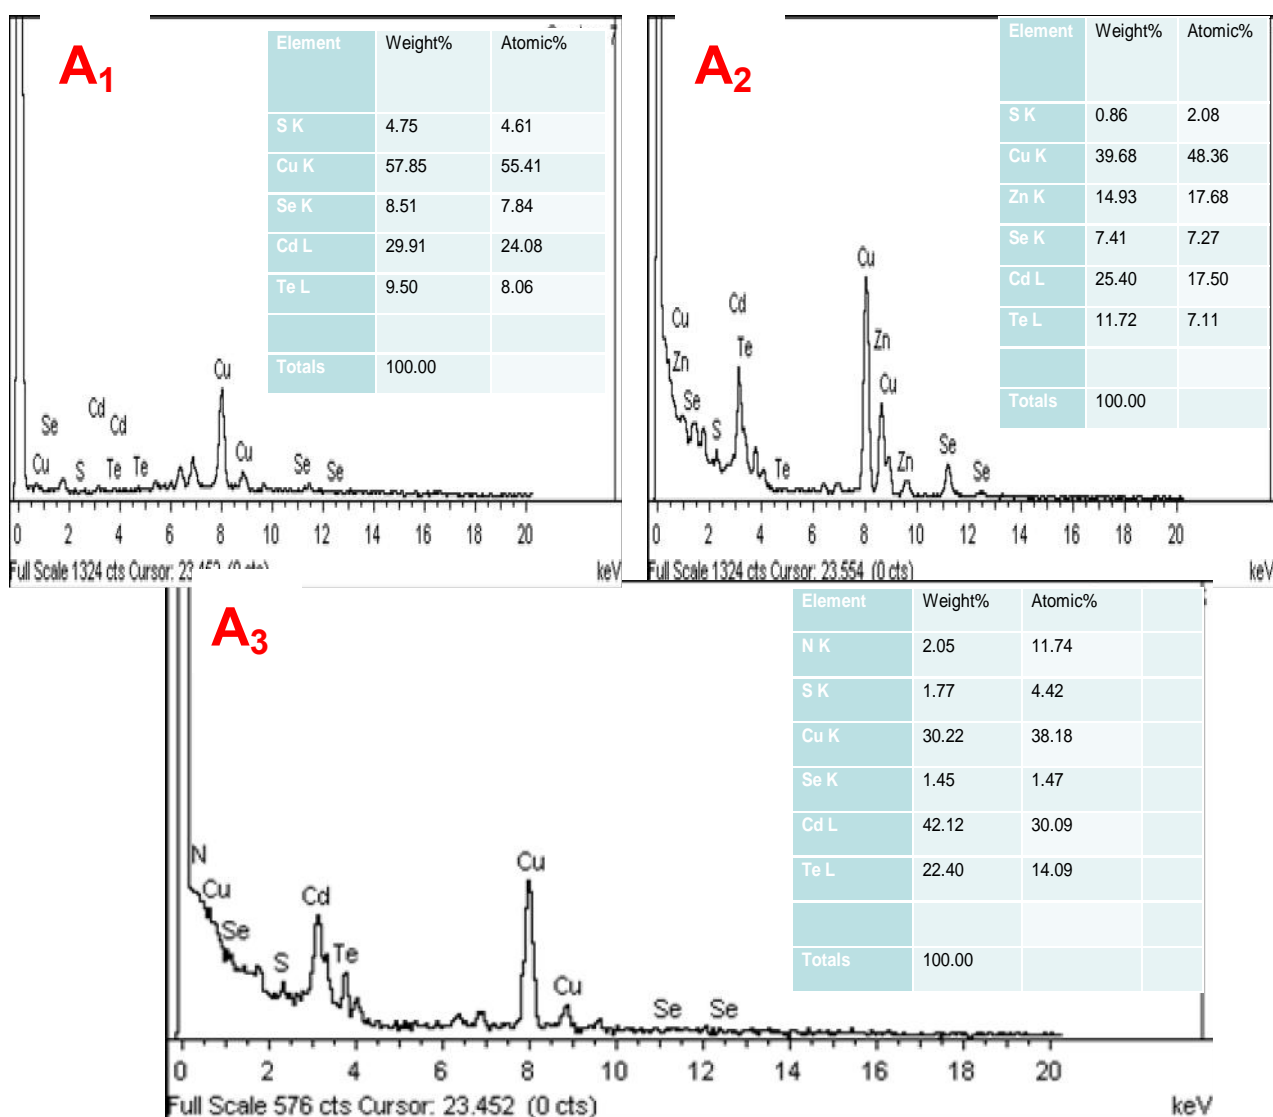 A1
Element Weight% Atomic%
S K 4.75 4.61
Cu K 57.85 55.41
Se K 8.51 7.84
Cd L 29.91 24.08
Te L 9.50 8.06
Totals 100.00
Cu
Cd
Se Cd
Cu S Te Te Cu Se Se
0 2 4 6 8 10 12 14 16 18 20
Full Scale 1324 cts Cursor: 23.452 (0 cts) keV
A2
Element Weight% Atomic%
S K 0.86 2.08
Cu K 39.68 48.36
Zn K 14.93 17.68
Se K 7.41 7.27
Cd L 25.40 17.50
Te L 11.72 7.11
Totals 100.00
Cu
Cd
Cu Zn
Te
Zn Cu
Se
S Se
Te Zn Se
0 2 4 6 8 10 12 14 16 18 20
Full Scale 1324 cts Cursor: 23.554 (0 cts) keV
A3
Element Weight% Atomic%
N K 2.05 11.74
S K 1.77 4.42
Cu K 30.22 38.18
Se K 1.45 1.47
Cd L 42.12 30.09
Te L 22.40 14.09
Totals 100.00
N Cu
Cu Cd
Se Te
S Cu
Se Se
0 2 4 6 8 10 12 14 16 18 20
Full Scale 576 cts Cursor: 23.452 (0 cts) keV